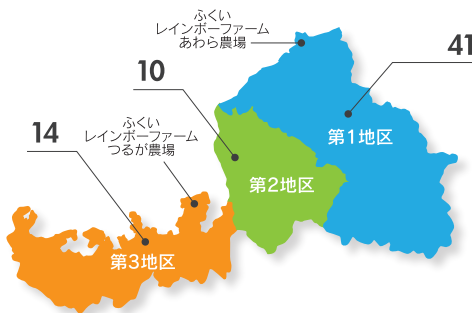 ふくい
レインボーファーム
あわら農場
41
10
ふくい
レインボーファーム
つるが農場
14
第1地区
第2地区
第3地区